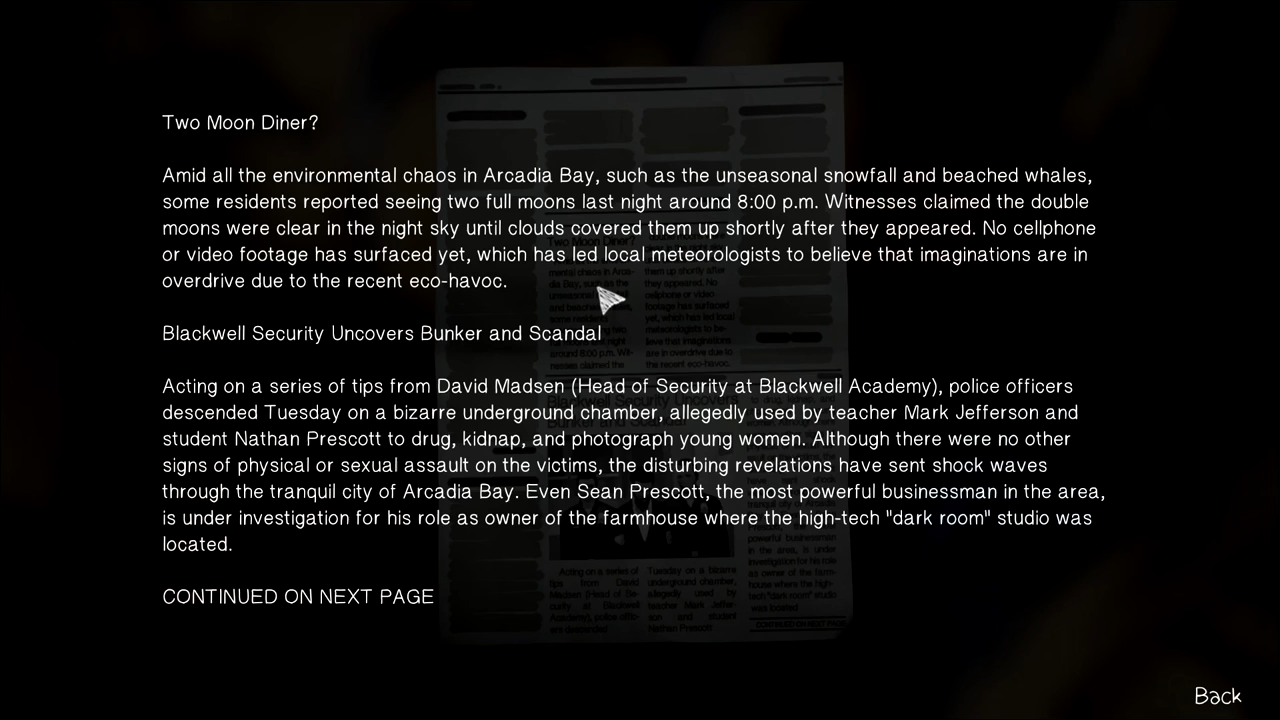 Two Moon Diner?
Amid all the environmental chaos in Arcadia Bay, such as the unseasonal snowfall and beached whales,
some residents reported seeing two full moons last night around 8:00 p.m. Witnesses claimed the double
moons were clear in the night sky until clouds covered them up shortly after they appeared. No cellphone
or video footage has surfaced yet, which has led local meteorologists to believe that imaginations are in
overdrive due to the recent eco-havoc.
Blackwell Security Uncovers Bunker and Scandal
Acting on a series of tips from David Madsen (Head of Security at Blackwell Academy), police officers
descended Tuesday on a bizarre underground chamber, allegedly used by teacher Mark Jefferson and
student Nathan Prescott to drug, kidnap, and photograph young women. Although there were no other
signs of physical or sexual assault on the victims, the disturbing revelations have sent shock waves
through the tranquil city of Arcadia Bay. Even Sean Prescott, the most powerful businessman in the area,
is under investigation for his role as owner of the farmhouse where the high-tech "dark room" studio was
located.
CONTINUED ON NEXT PAGE
Back